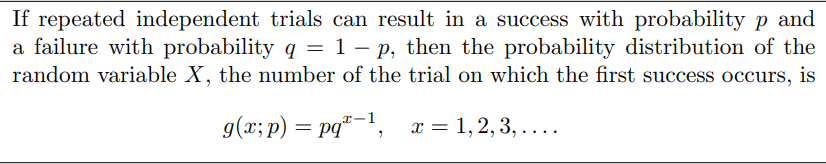 If repeated independent trials can result in a success with probability p and
a failure with probability q = 1 − p, then the probability distribution of the
random variable X, the number of the trial on which the first success occurs, is
g(x; p) = pq^{x−1},   x = 1, 2, 3, . . . .